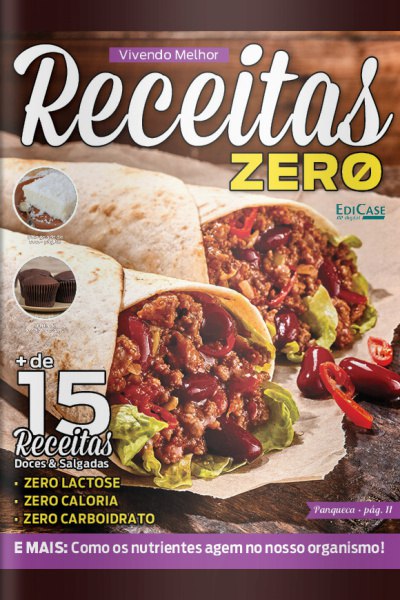 Vivendo Melhor
Receitas
ZERO
EDICASE
+ de
15
Receitas
Doces & Salgadas
• ZERO LACTOSE
• ZERO CALORIA
• ZERO CARBOIDRATO
Panqueca • pág. 11
E MAIS: Como os nutrientes agem no nosso organismo!